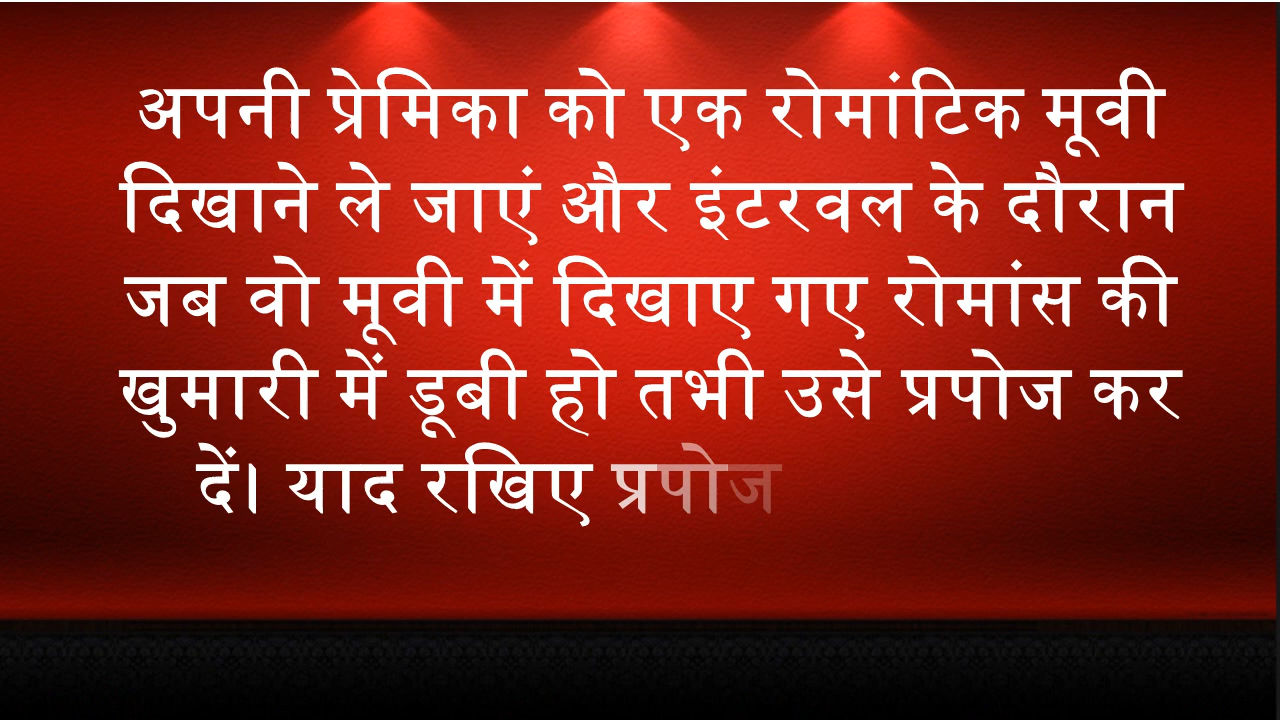 अपनी प्रेमिका को एक रोमांटिक मूवी
दिखाने ले जाएं और इंटरवल के दौरान
जब वो मूवी में दिखाए गए रोमांस की
खुमारी में डूबी हो तभी उसे प्रपोज कर
दें। याद रखिए प्रपोज